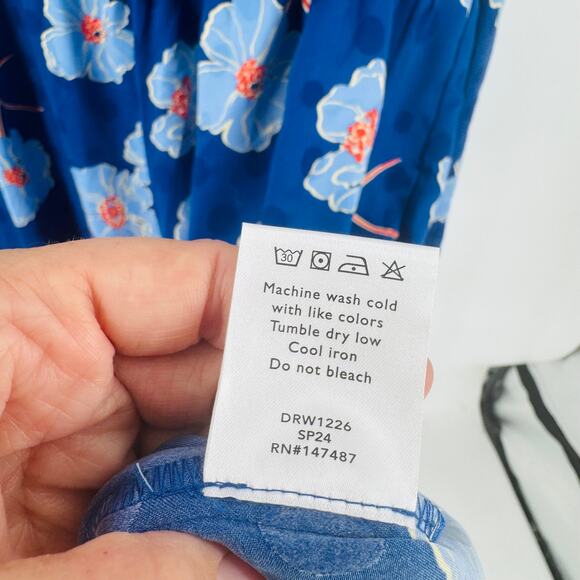 30
Machine wash cold
with like colors
Tumble dry low
Cool iron
Do not bleach
DRW1226
SP24
RN#147487